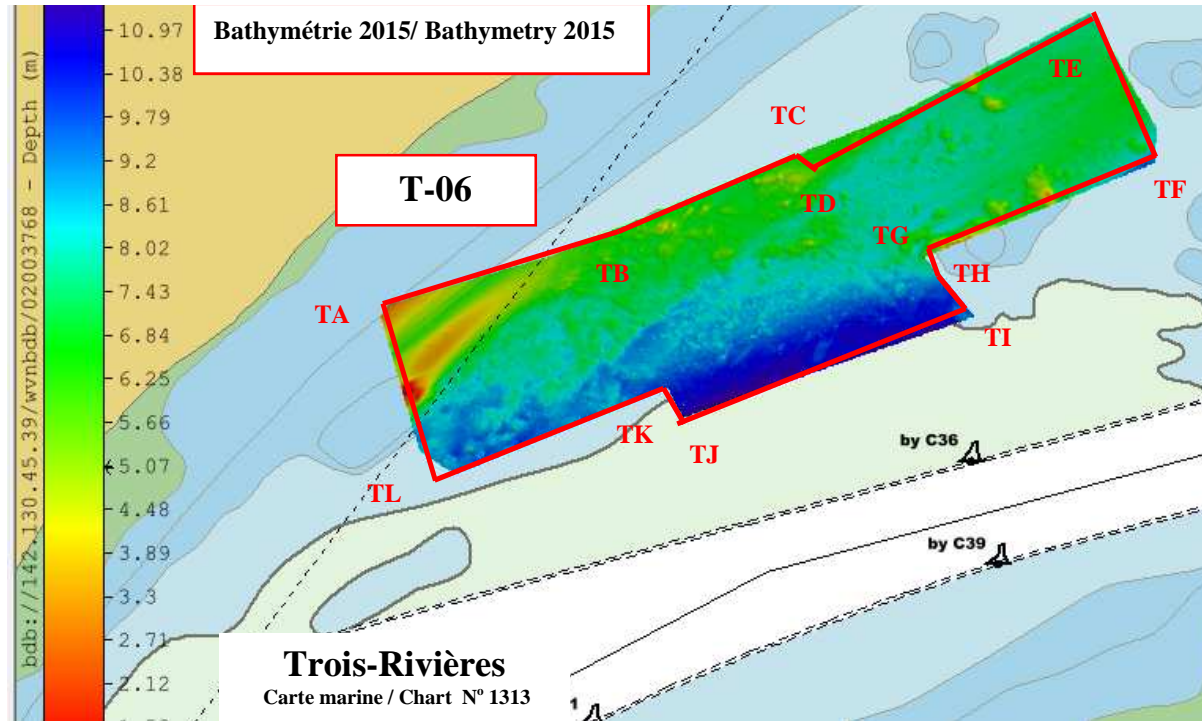 Bathymétrie 2015/ Bathymetry 2015
T-06
TA
TB
TC
TD
TE
TF
TG
TH
TI
TJ
TK
TL
by C36
by C39
1
Trois-Rivières
Carte marine / Chart Nº 1313
bdb://142.130.45.39/wvnbdb/02003768 - Depth (m)
10.97
10.38
9.79
9.2
8.61
8.02
7.43
6.84
6.25
5.66
5.07
4.48
3.89
3.3
2.71
2.12